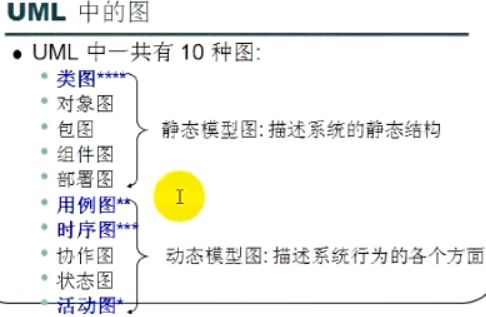 UML 中的图
● UML 中一共有 10 种图:
• 类图****
• 对象图
• 包图
静态模型图: 描述系统的静态结构
• 组件图
• 部署图
• 用例图**
• 时序图***
• 协作图
动态模型图: 描述系统行为的各个方面
• 状态图
• 活动图*